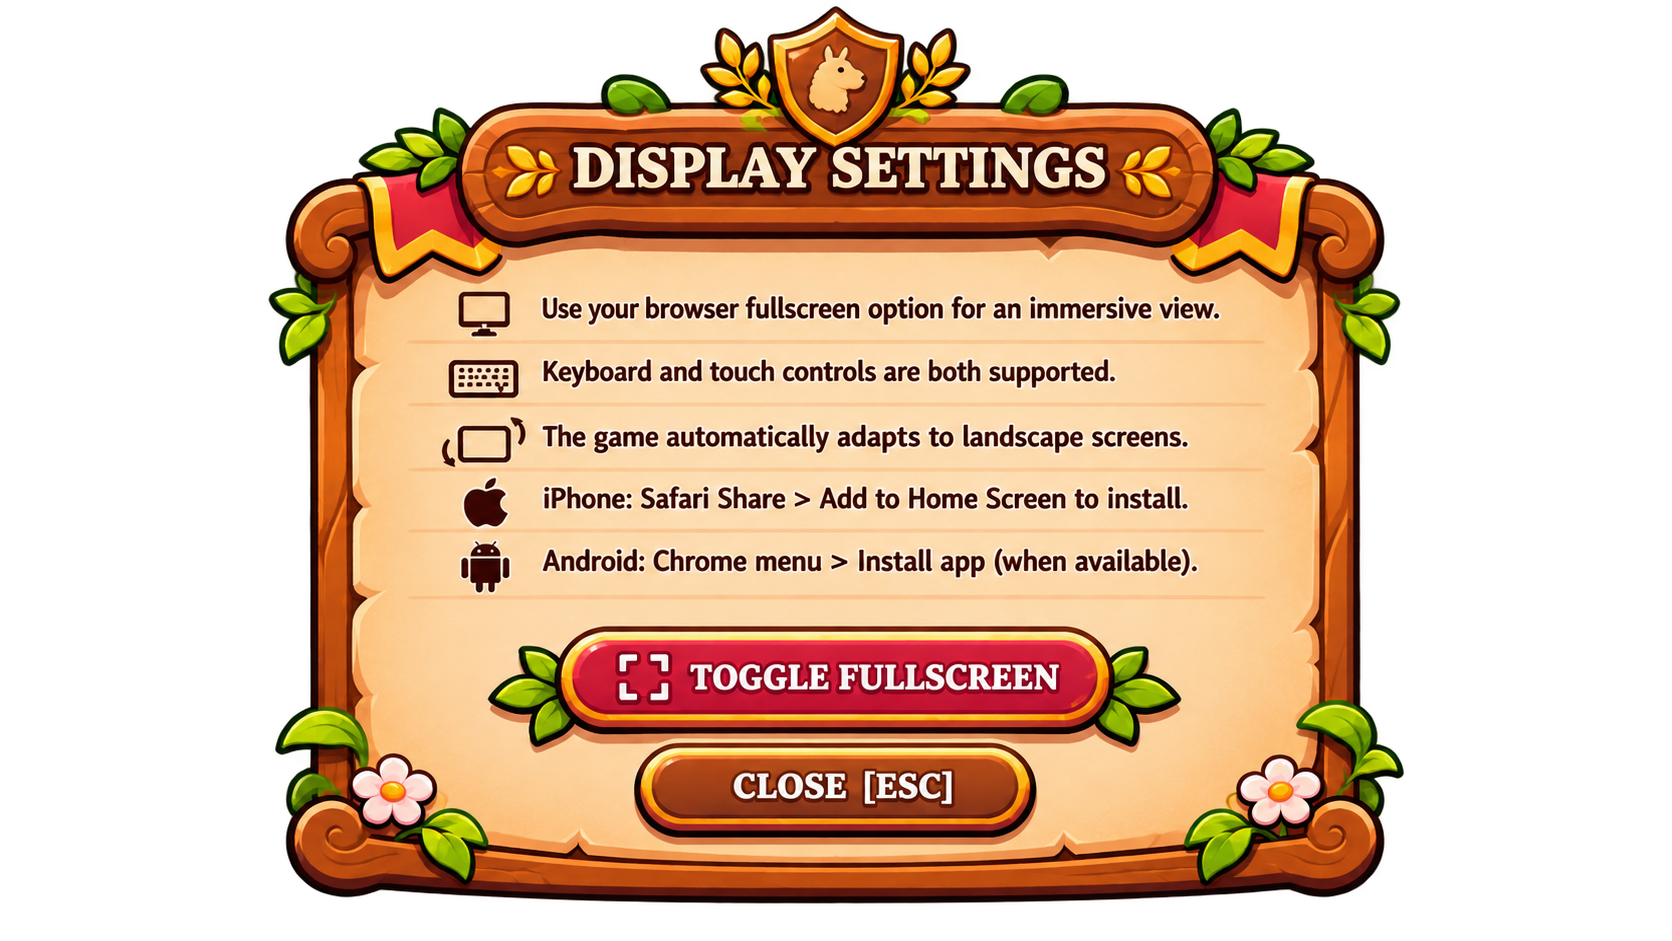 DISPLAY SETTINGS
Use your browser fullscreen option for an immersive view.
Keyboard and touch controls are both supported.
The game automatically adapts to landscape screens.
iPhone: Safari Share > Add to Home Screen to install.
Android: Chrome menu > Install app (when available).
TOGGLE FULLSCREEN
CLOSE [ESC]